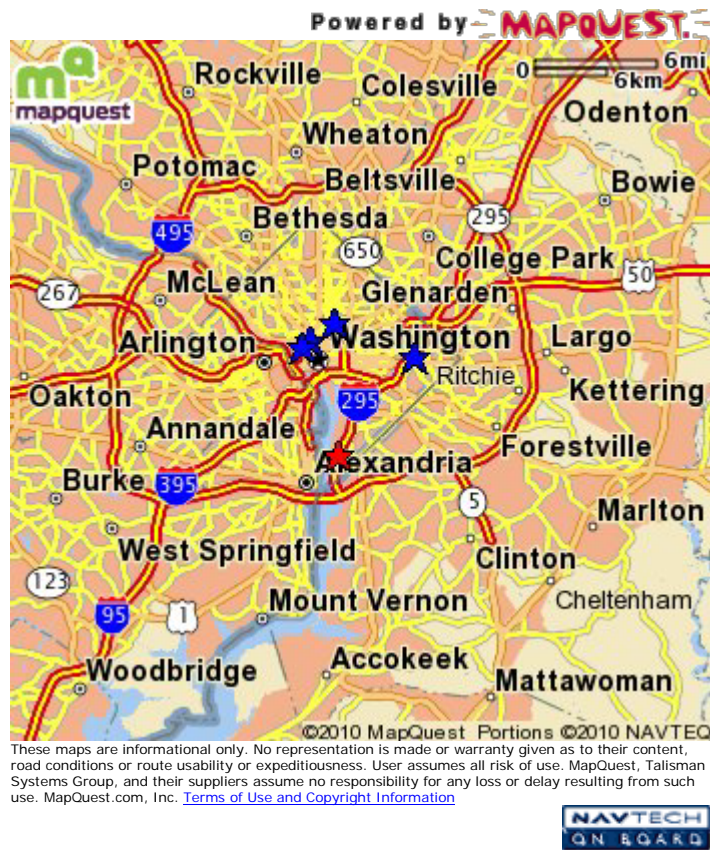 Powered by MAPQUEST.
mapquest
0 6mi
6km
Rockville
Colesville
Odenton
Wheaton
Potomac
Beltsville
Bowie
Bethesda
295
495
650
College Park
50
McLean
267
Glenarden
Arlington
Washington
Largo
Ritchie
Oakton
Kettering
295
Annandale
Forestville
Alexandria
Burke
395
5
Marlton
West Springfield
Clinton
123
Mount Vernon
Cheltenham
95
1
Woodbridge
Accokeek
Mattawoman
©2010 MapQuest Portions ©2010 NAVTEQ
These maps are informational only. No representation is made or warranty given as to their content,
road conditions or route usability or expeditiousness. User assumes all risk of use. MapQuest, Talisman
Systems Group, and their suppliers assume no responsibility for any loss or delay resulting from such
use. MapQuest.com, Inc. Terms of Use and Copyright Information
NAVTECH
ON BOARD